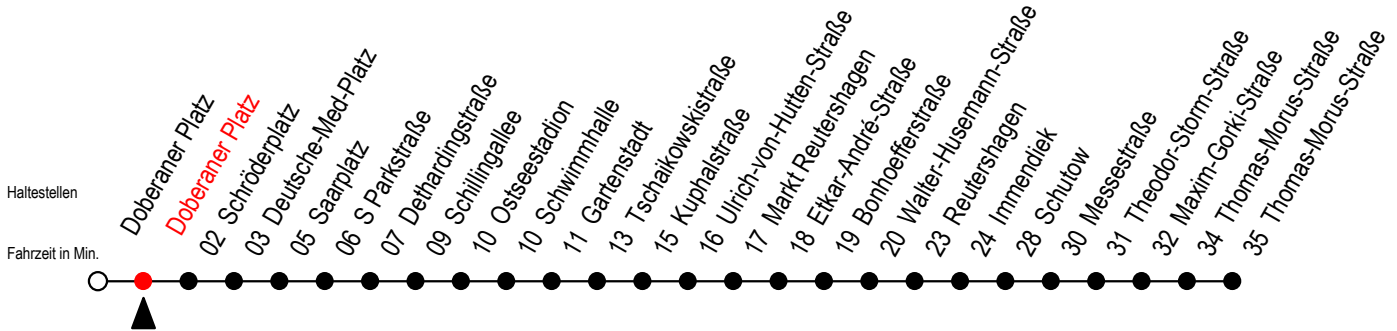 Haltestellen
Fahrzeit in Min.
Doberaner Platz
Doberaner Platz
02 Schröderplatz
03 Deutsche-Med-Platz
05 Saarplatz
06 S Parkstraße
07 Dethardingstraße
09 Schillingallee
10 Ostseestadion
10 Schwimmhalle
11 Gartenstadt
13 Tschaikowskistraße
15 Kuphalstraße
16 Ulrich-von-Hutten-Straße
17 Markt Reutershagen
18 Etkar-André-Straße
19 Bonhoefferstraße
20 Walter-Husemann-Straße
23 Reutershagen
24 Immendiek
28 Schutow
30 Messestraße
31 Theodor-Storm-Straße
32 Maxim-Gorki-Straße
34 Thomas-Morus-Straße
35 Thomas-Morus-Straße